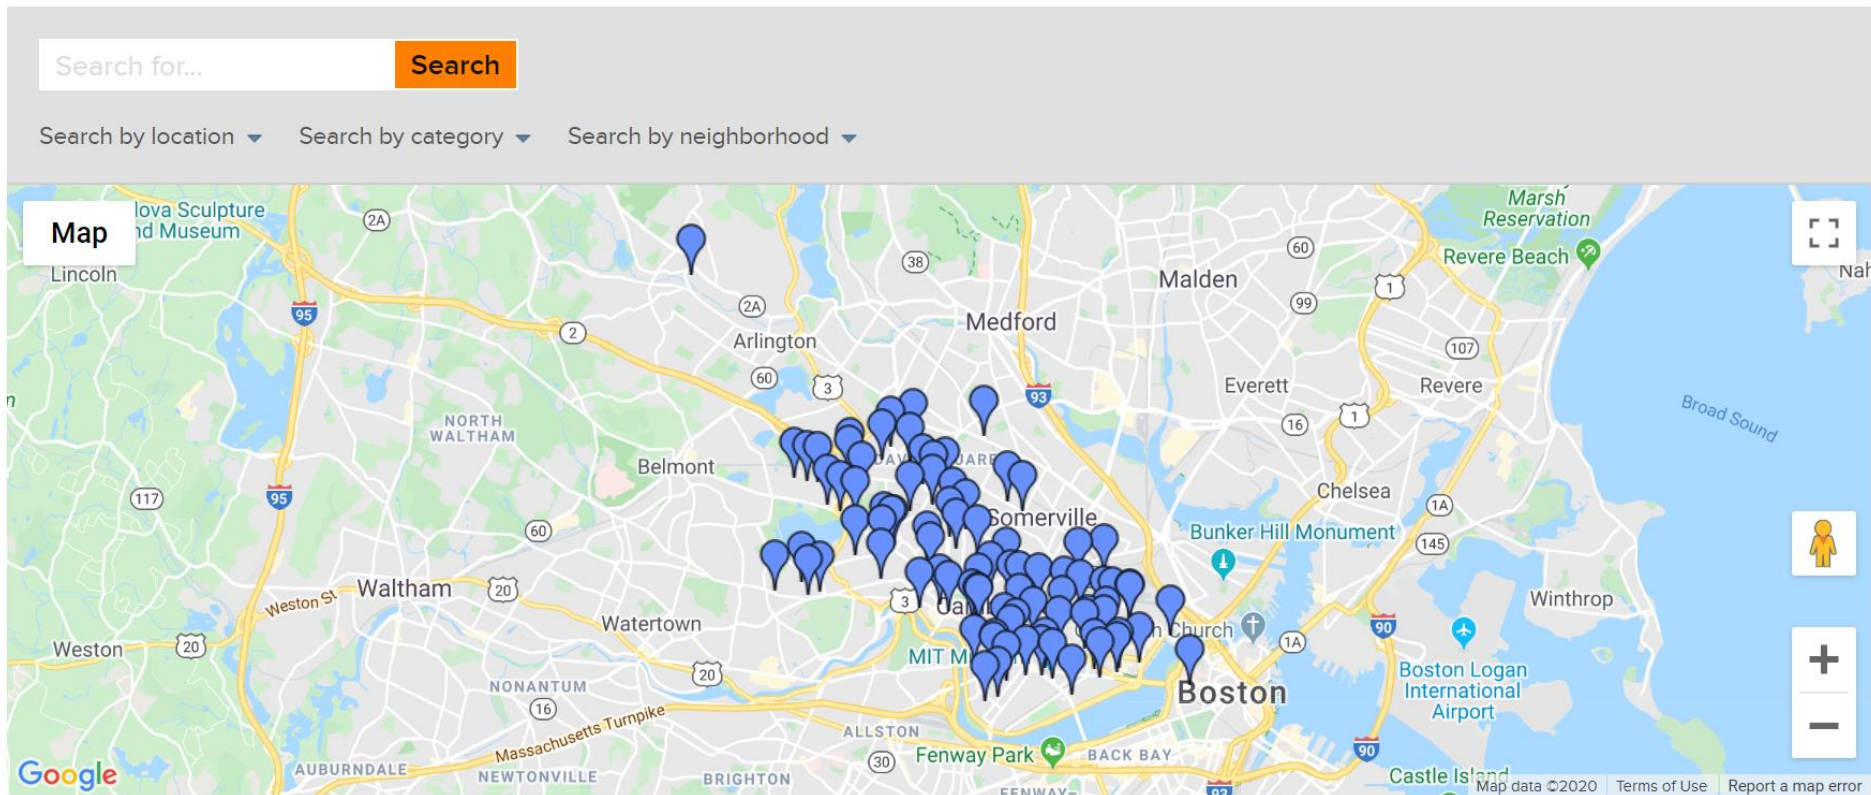 Search for...
Search
Search by location
Search by category
Search by neighborhood
Map
Marsh
Reservation
Revere Beach
Lincoln
2A
38
60
Malden
1
99
95
2A
2
Medford
Arlington
107
60
3
93
Everett
Revere
1
16
Broad Sound
NORTH
WALTHAM
Belmont
117
95
Chelsea
1A
60
Somerville
Bunker Hill Monument
145
Waltham
20
Weston St
3
Winthrop
Watertown
Church
90
1A
Weston
20
MIT
20
Boston Logan
International
Airport
Boston
NONANTUM
16
Massachusetts Turnpike
ALLSTON
30
Fenway Park
BACK BAY
90
Google
AUBURNDALE
NEWTONVILLE
BRIGHTON
Castle Island
93
Map data ©2020
Terms of Use
Report a map error